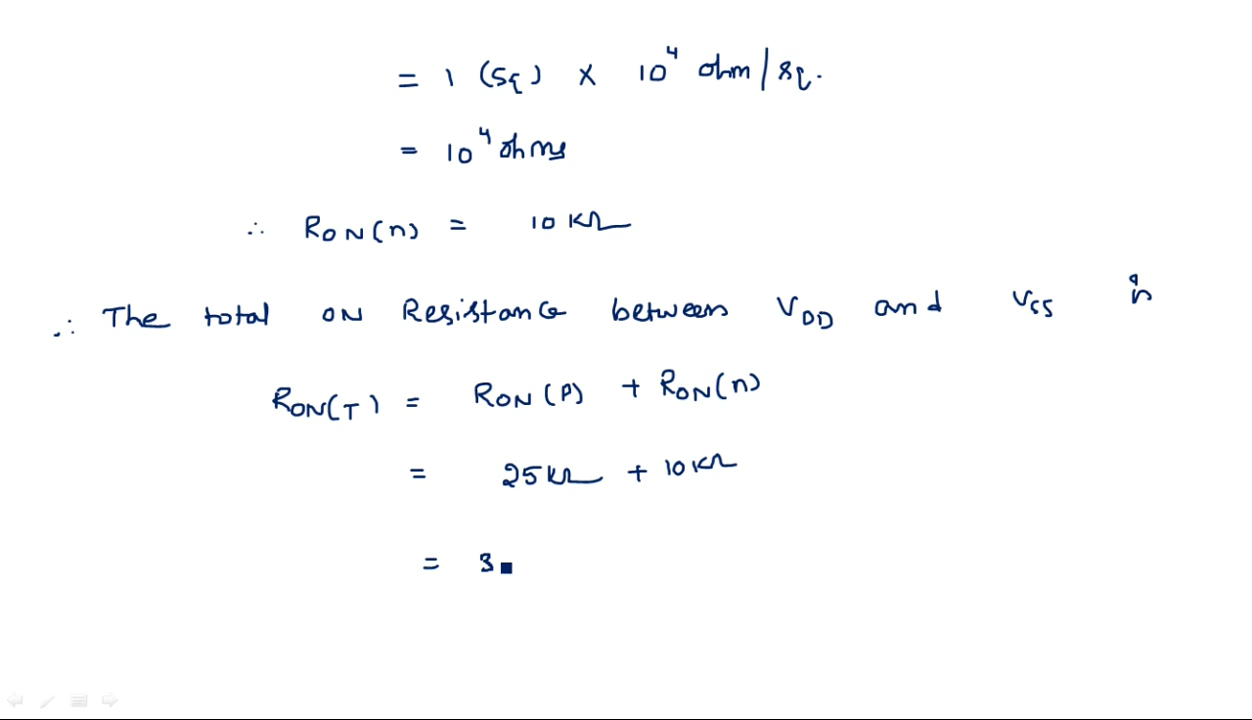 = 1 (Sq) × 10⁴ ohm/sq.
= 10⁴ ohms
∴ RON(n) = 10 KΩ
∴ The total ON Resistance between VDD and VSS is
RON(T) = RON(P) + RON(n)
= 25KΩ + 10KΩ
= 3